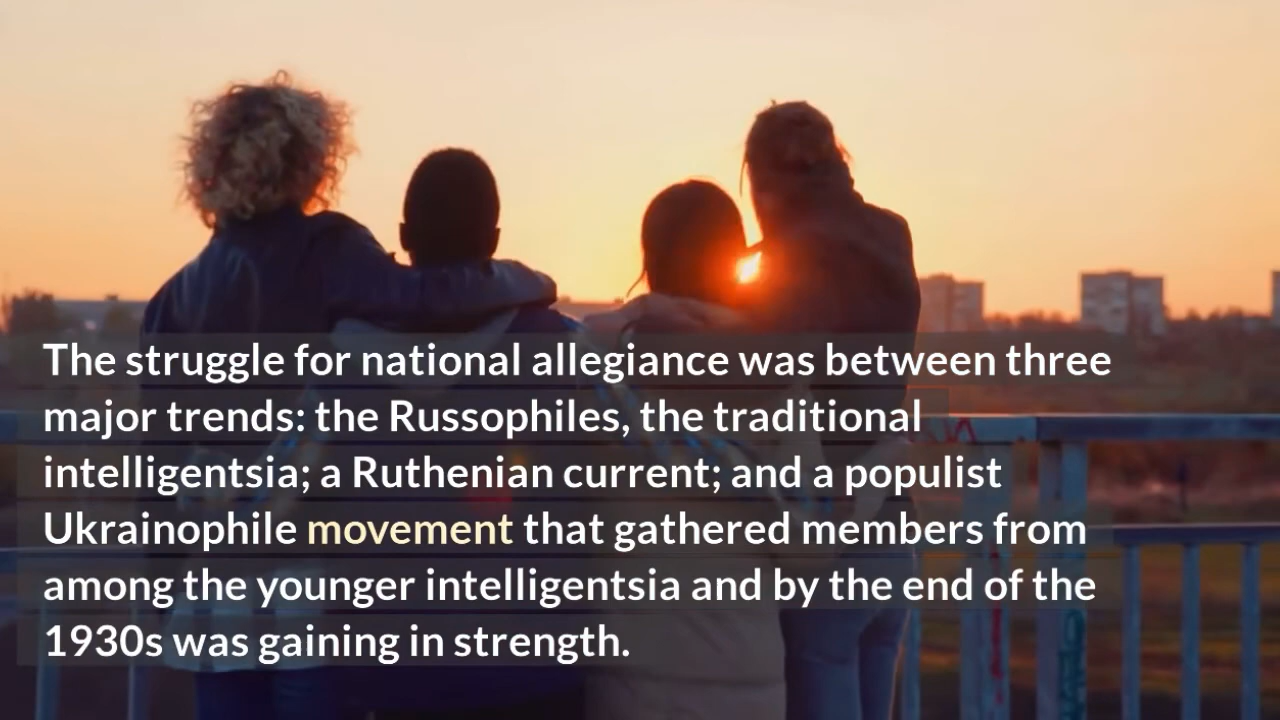 The struggle for national allegiance was between three
major trends: the Russophiles, the traditional
intelligentsia; a Ruthenian current; and a populist
Ukrainophile movement that gathered members from
among the younger intelligentsia and by the end of the
1930s was gaining in strength.